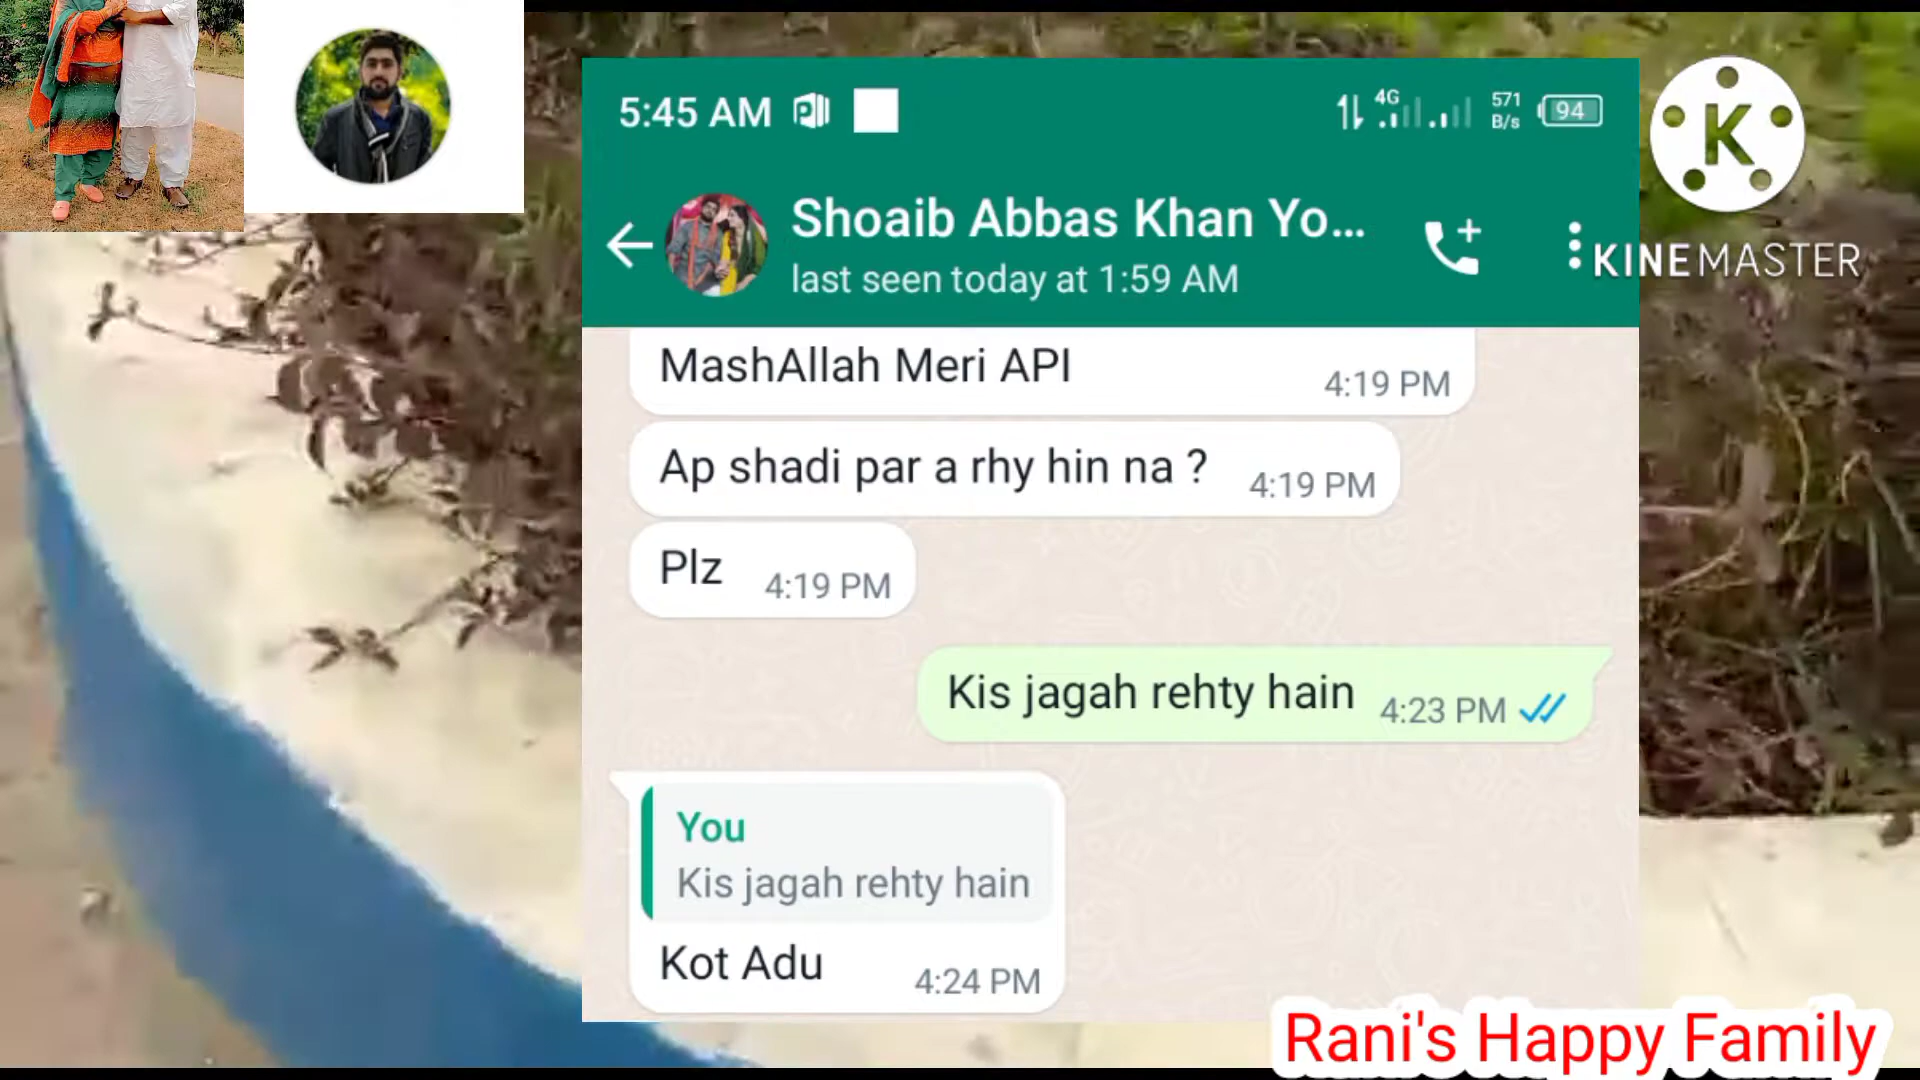 5:45 AM
4G
571
B/s
94
Shoaib Abbas Khan Yo...
last seen today at 1:59 AM
K
KINEMASTER
MashAllah Meri API
4:19 PM
Ap shadi par a rhy hin na ?
4:19 PM
Plz
4:19 PM
Kis jagah rehty hain
4:23 PM
You
Kis jagah rehty hain
Kot Adu
4:24 PM
Rani's Happy Family